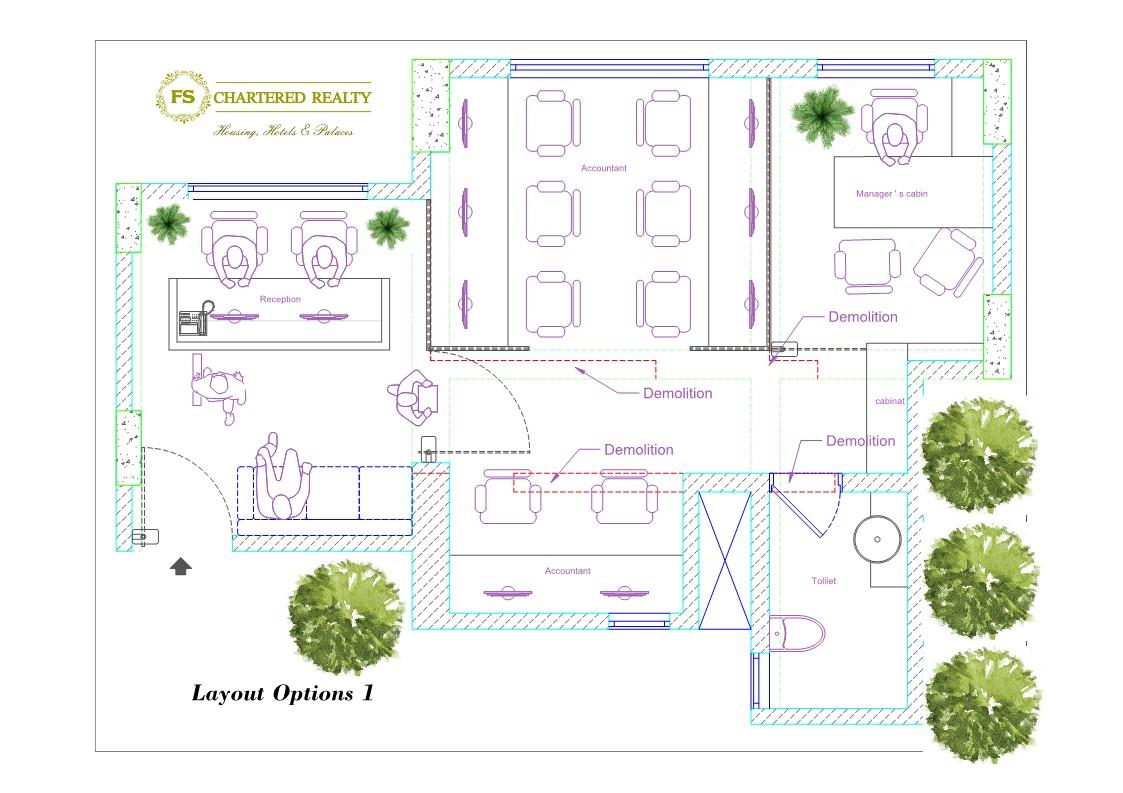 FS CHARTERED REALTY
Housing, Hotels & Palaces
Accountant
Manager ' s cabin
Reception
Demolition
Demolition
cabinat
Demolition
Demolition
Accountant
Tolilet
Layout Options 1